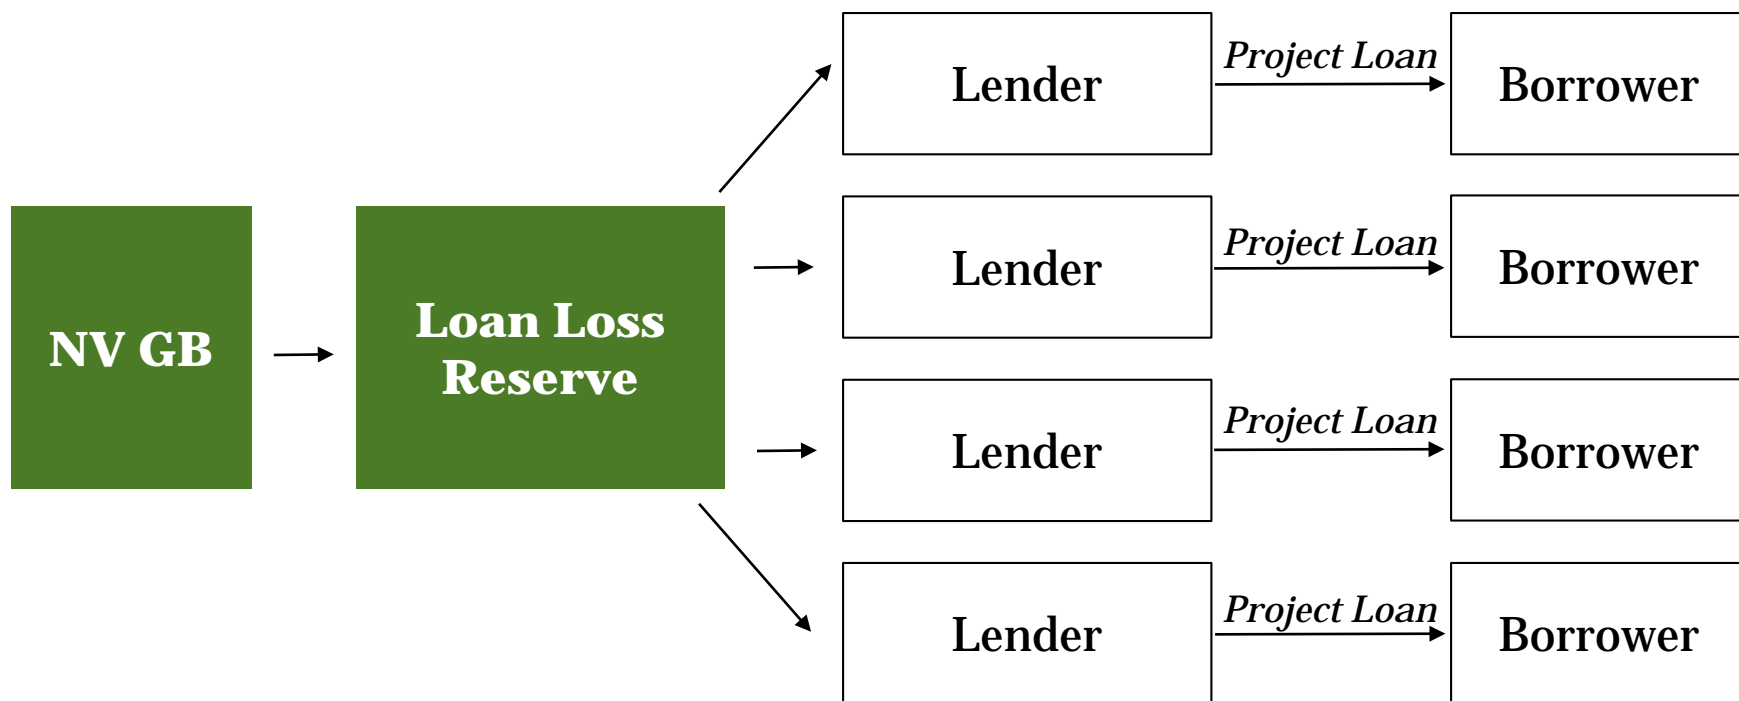 Lender
Project Loan
Borrower
Lender
Project Loan
Borrower
NV GB
Loan Loss
Reserve
Lender
Project Loan
Borrower
Lender
Project Loan
Borrower